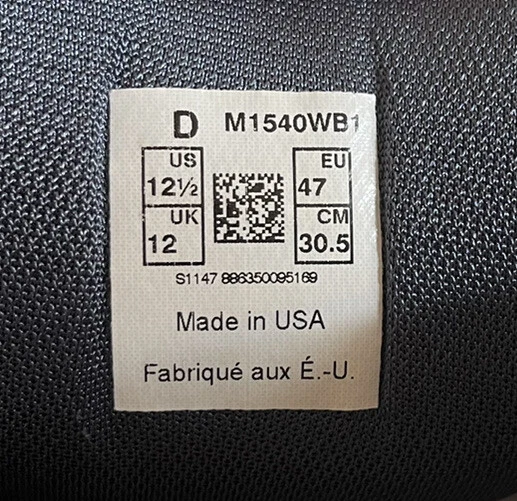 D M1540WB1
US 12½ EU 47
UK 12 CM 30.5
S1147 886350095169
Made in USA
Fabriqué aux É.-U.